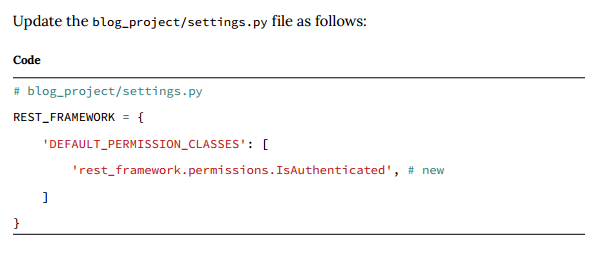 Update the blog_project/settings.py file as follows:
Code
# blog_project/settings.py
REST_FRAMEWORK = {
    'DEFAULT_PERMISSION_CLASSES': [
        'rest_framework.permissions.IsAuthenticated', # new
    ]
}